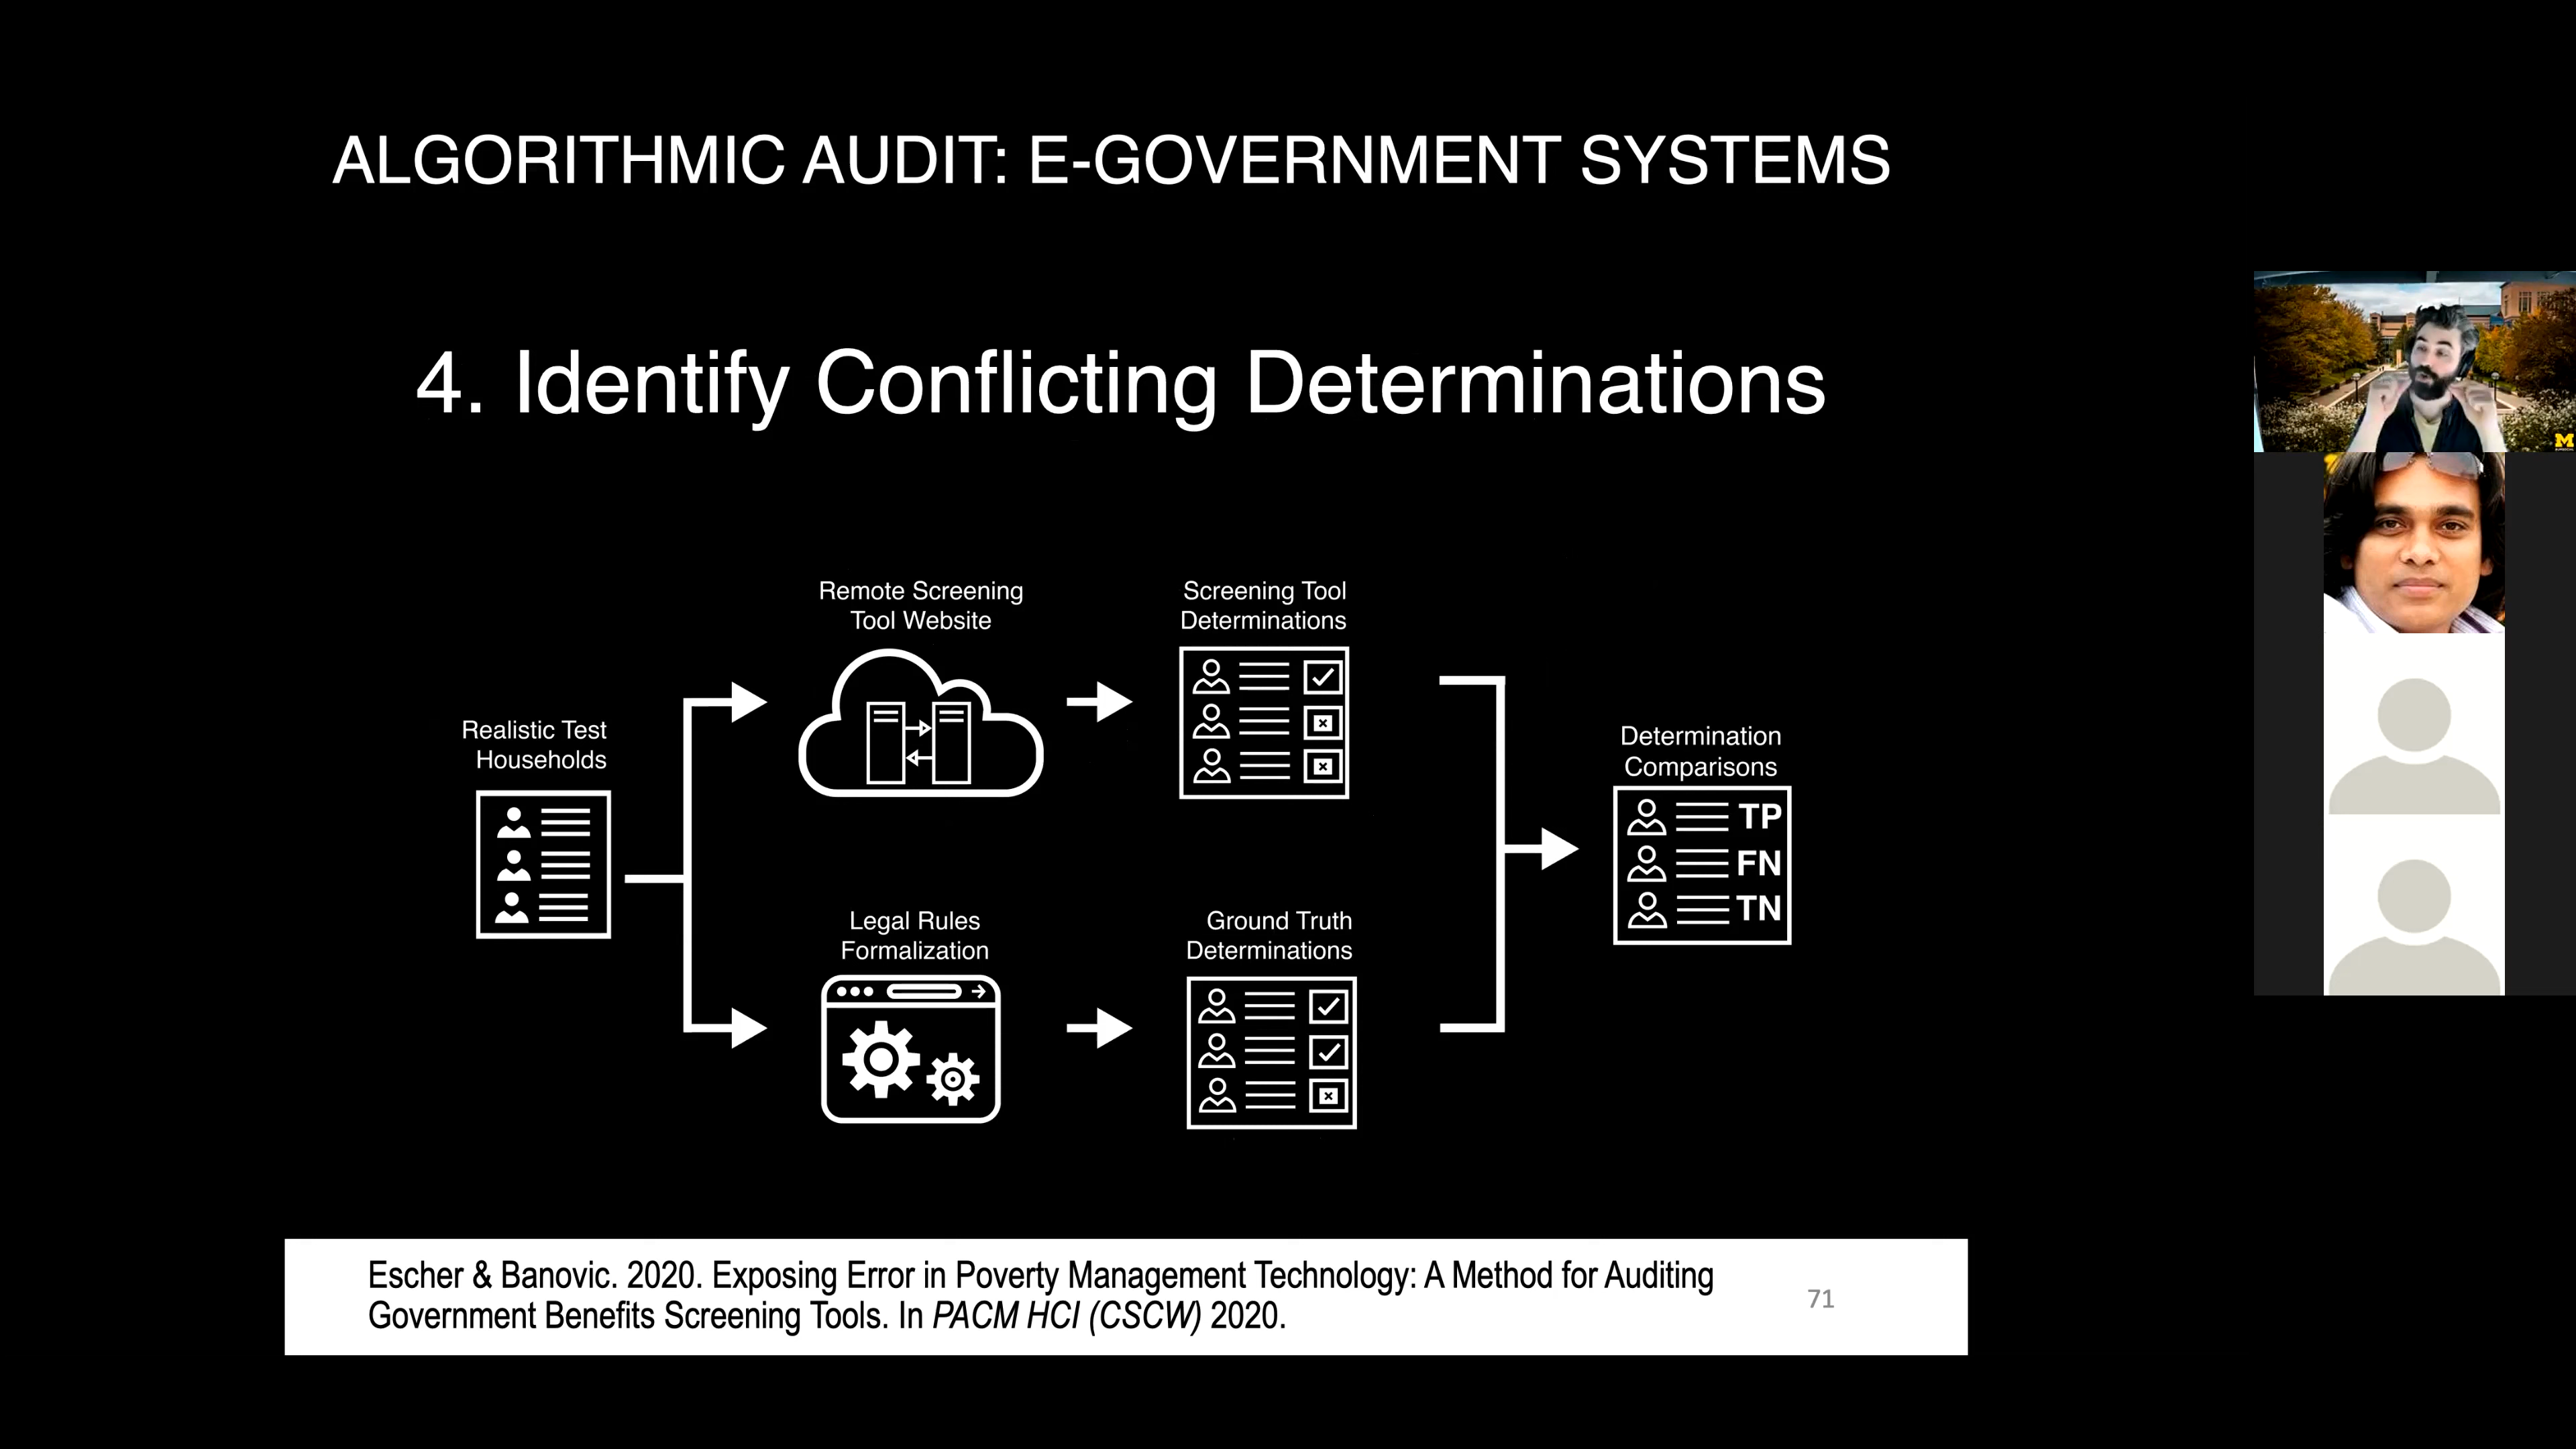 ALGORITHMIC AUDIT: E-GOVERNMENT SYSTEMS
4. Identify Conflicting Determinations
Realistic Test
Households
Remote Screening
Tool Website
Screening Tool
Determinations
Legal Rules
Formalization
Ground Truth
Determinations
Determination
Comparisons
TP
FN
TN
Escher & Banovic. 2020. Exposing Error in Poverty Management Technology: A Method for Auditing
Government Benefits Screening Tools. In PACM HCI (CSCW) 2020.
71
M